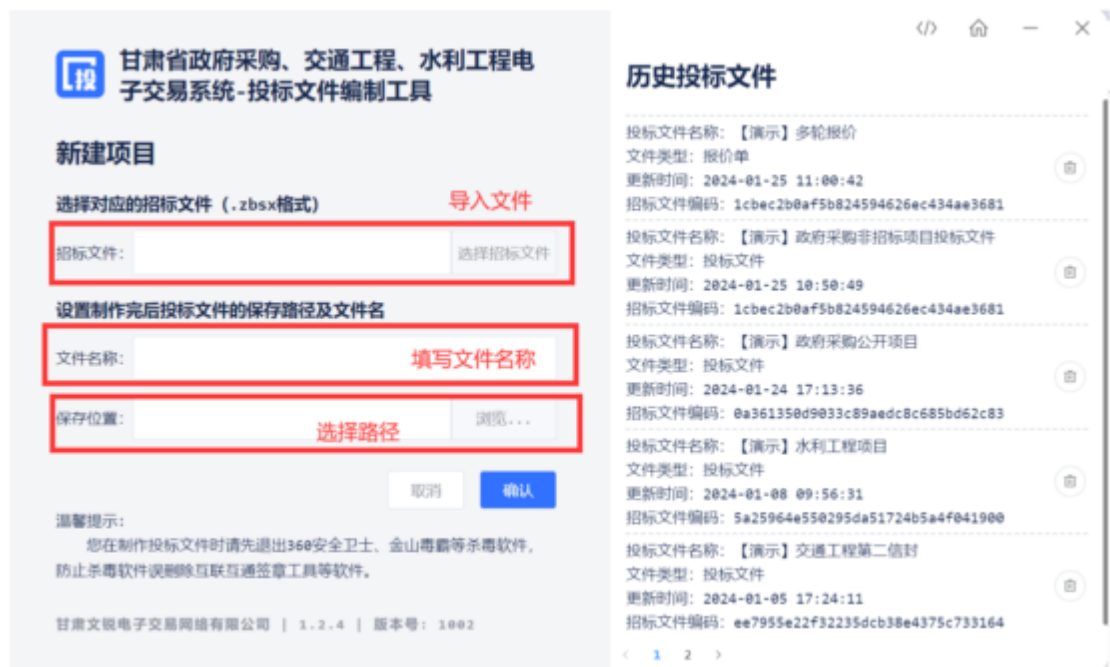 甘肃省政府采购、交通工程、水利工程电
子交易系统-投标文件编制工具
投
新建项目
选择对应的招标文件（.zbsx格式）
导入文件
招标文件：
选择招标文件
设置制作完后投标文件的保存路径及文件名
文件名称：
填写文件名称
保存位置：
选择路径
浏览...
取消
确认
温馨提示：
您在制作投标文件时请先退出360安全卫士、金山毒霸等杀毒软件，
防止杀毒软件误删除互联互通签章工具等软件。
甘肃文锐电子交易网络有限公司 | 1.2.4 | 版本号：1002
历史投标文件
投标文件名称：【演示】多轮报价
文件类型：报价单
更新时间：2024-01-25 11:00:42
招标文件编码：1cbec2b0af5b824594626ec434ae3681
投标文件名称：【演示】政府采购非招标项目投标文件
文件类型：投标文件
更新时间：2024-01-25 10:50:49
招标文件编码：1cbec2b0af5b824594626ec434ae3681
投标文件名称：【演示】政府采购公开项目
文件类型：投标文件
更新时间：2024-01-24 17:13:36
招标文件编码：0a361350d9033c89aedc8c685bd62c83
投标文件名称：【演示】水利工程项目
文件类型：投标文件
更新时间：2024-01-08 09:56:31
招标文件编码：5a25964e550295da51724b5a4f041900
投标文件名称：【演示】交通工程第二信封
文件类型：投标文件
更新时间：2024-01-05 17:24:11
招标文件编码：ee7955e22f32235dcb38e4375c733164
1 2